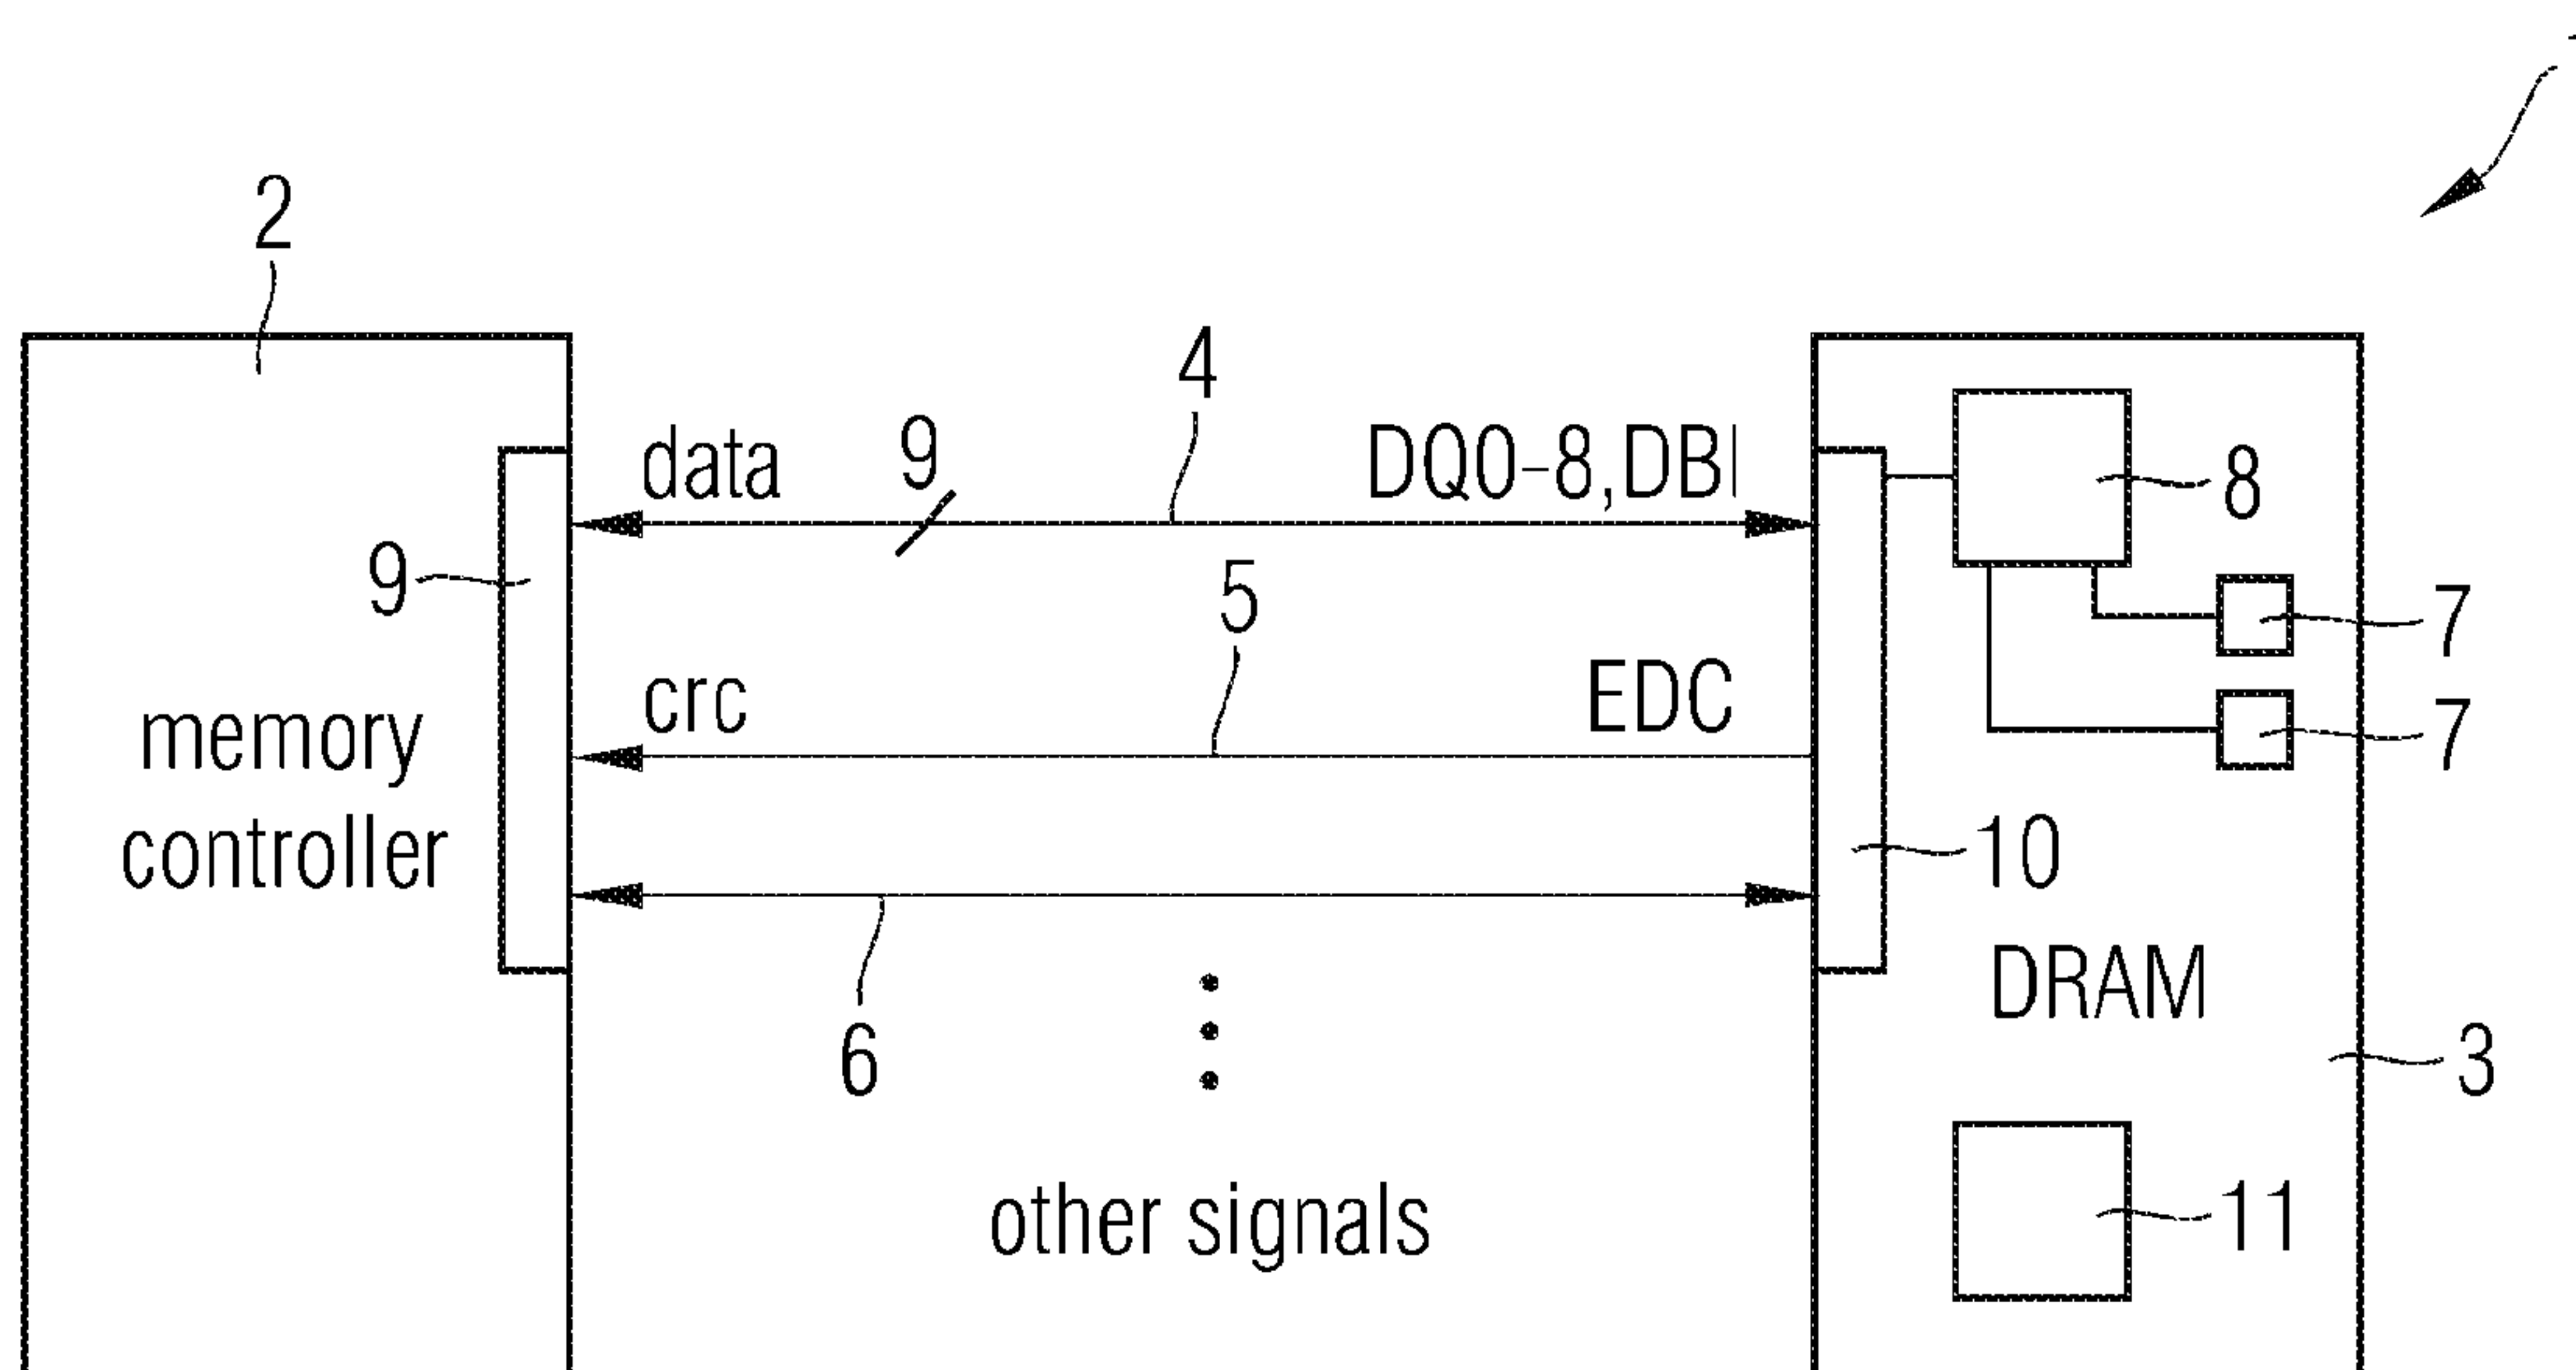 2
4
data
9
DQ0-8,DBI
8
9
5
7
crc
EDC
7
memory
controller
10
DRAM
6
3
other signals
11